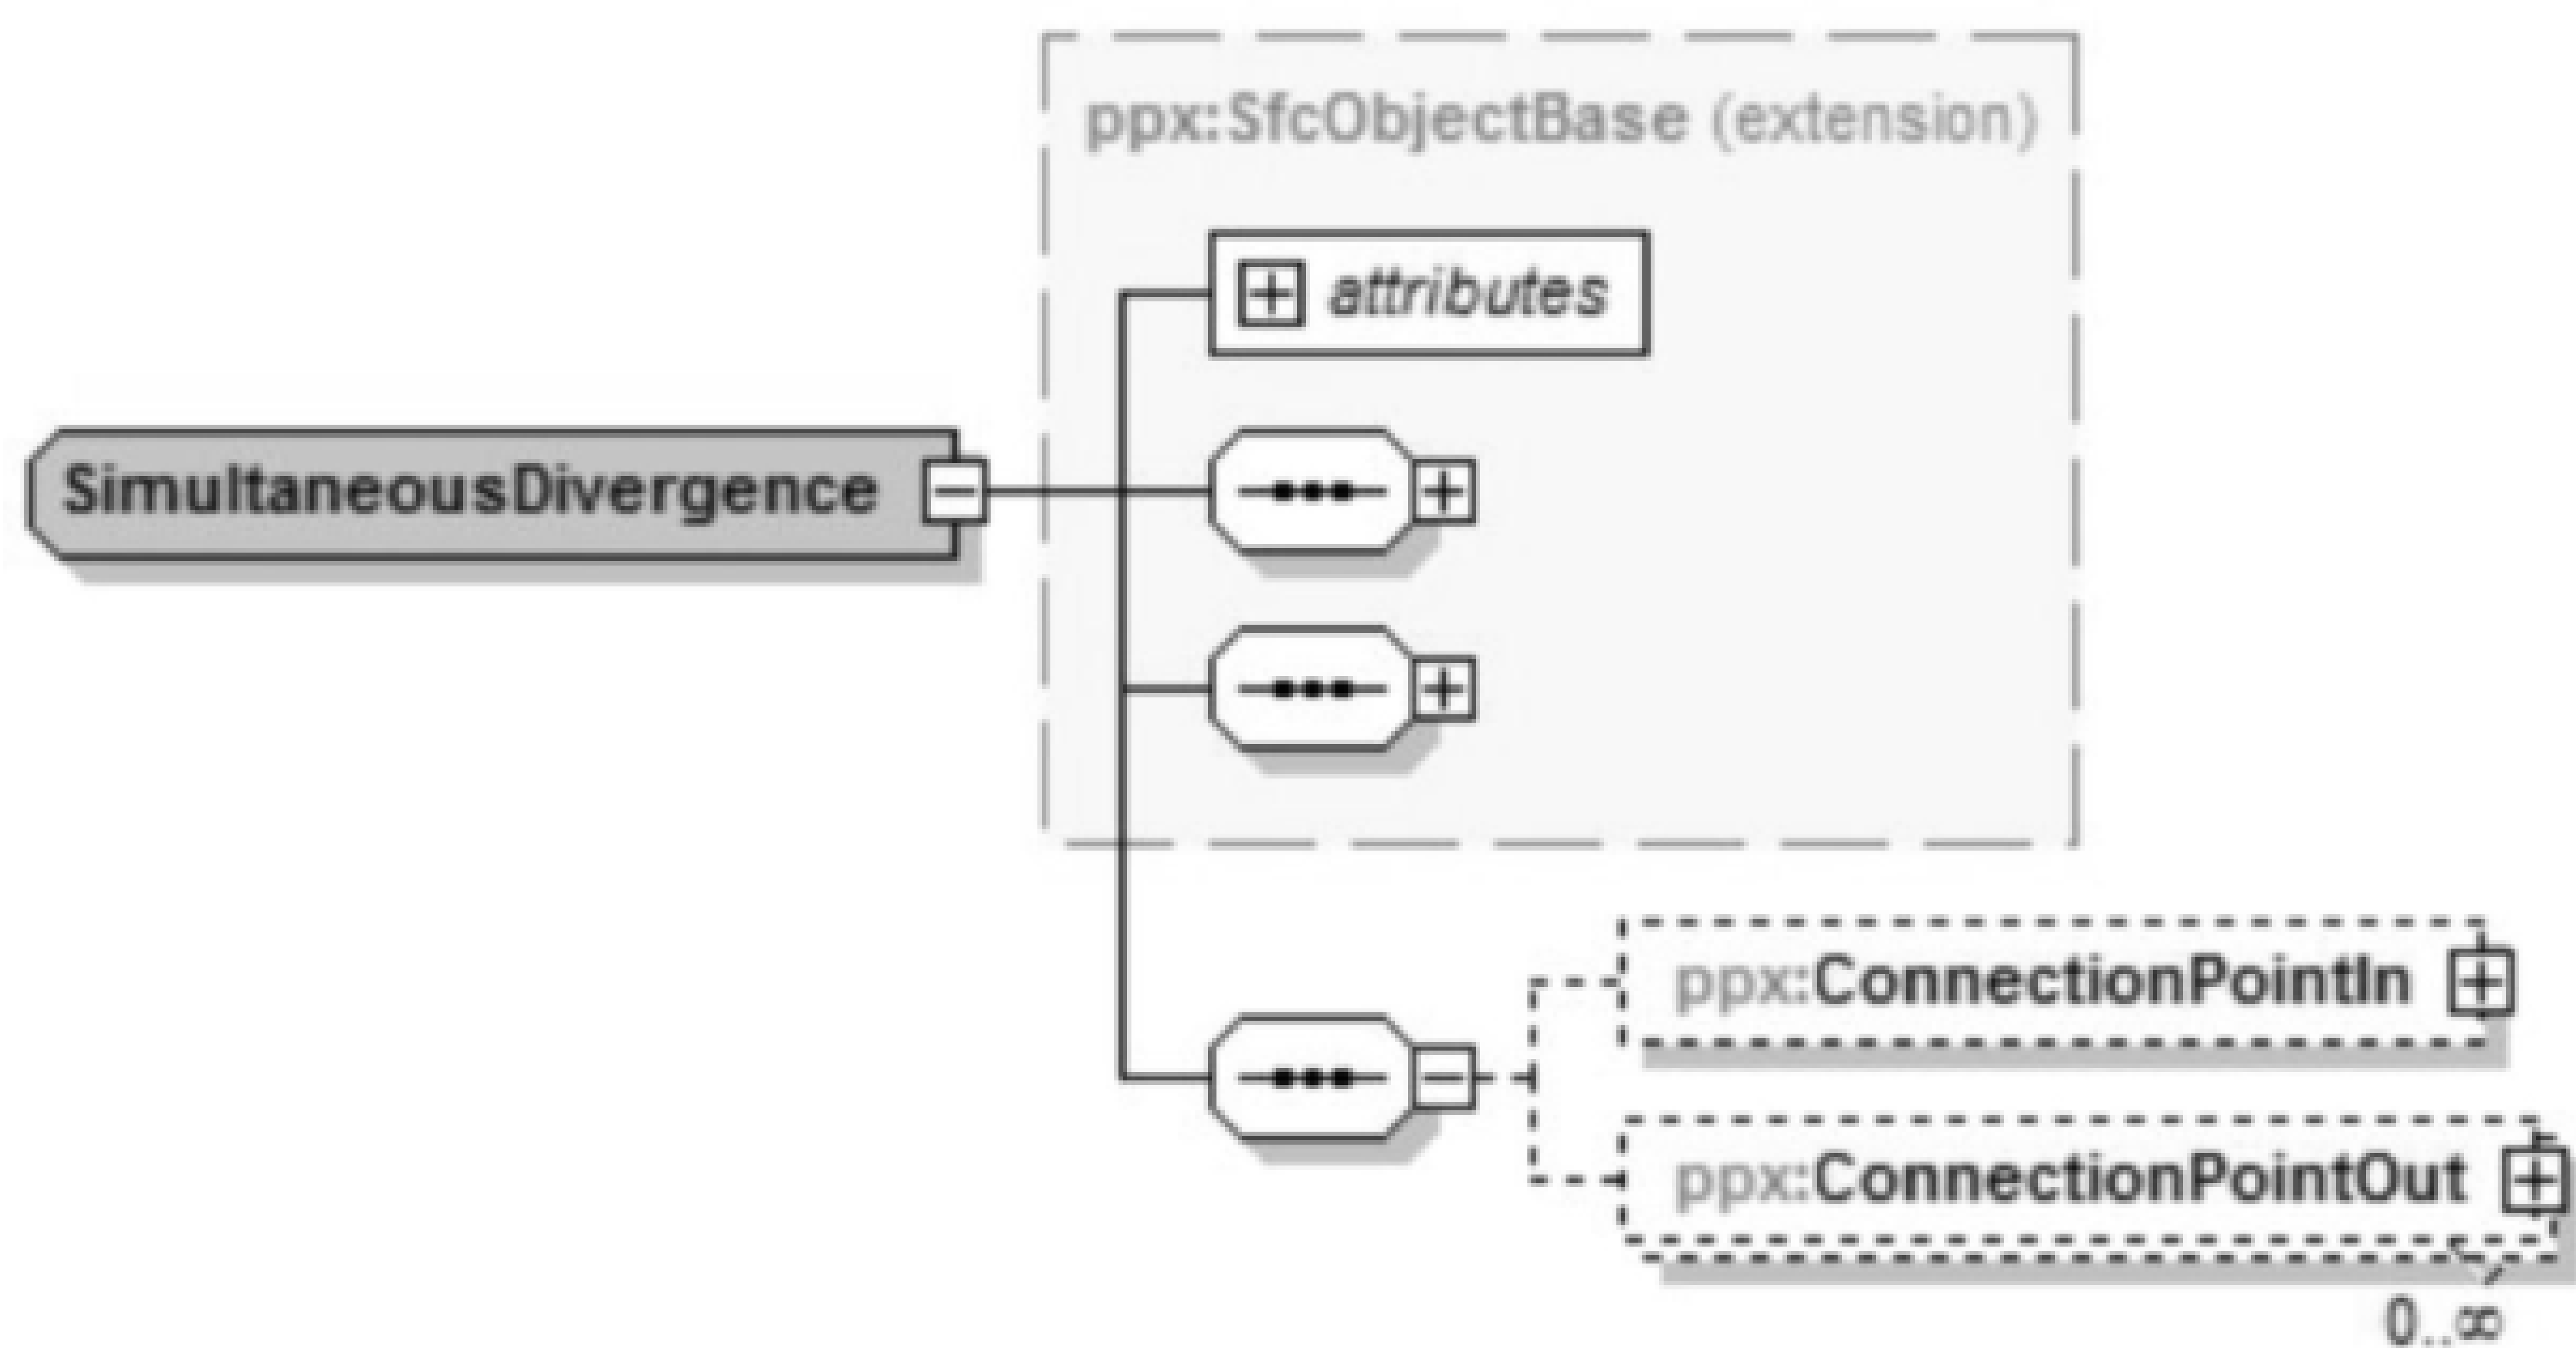 ppx:SfcObjectBase (extension)
attributes
SimultaneousDivergence
ppx:ConnectionPointIn
ppx:ConnectionPointOut
0..∞